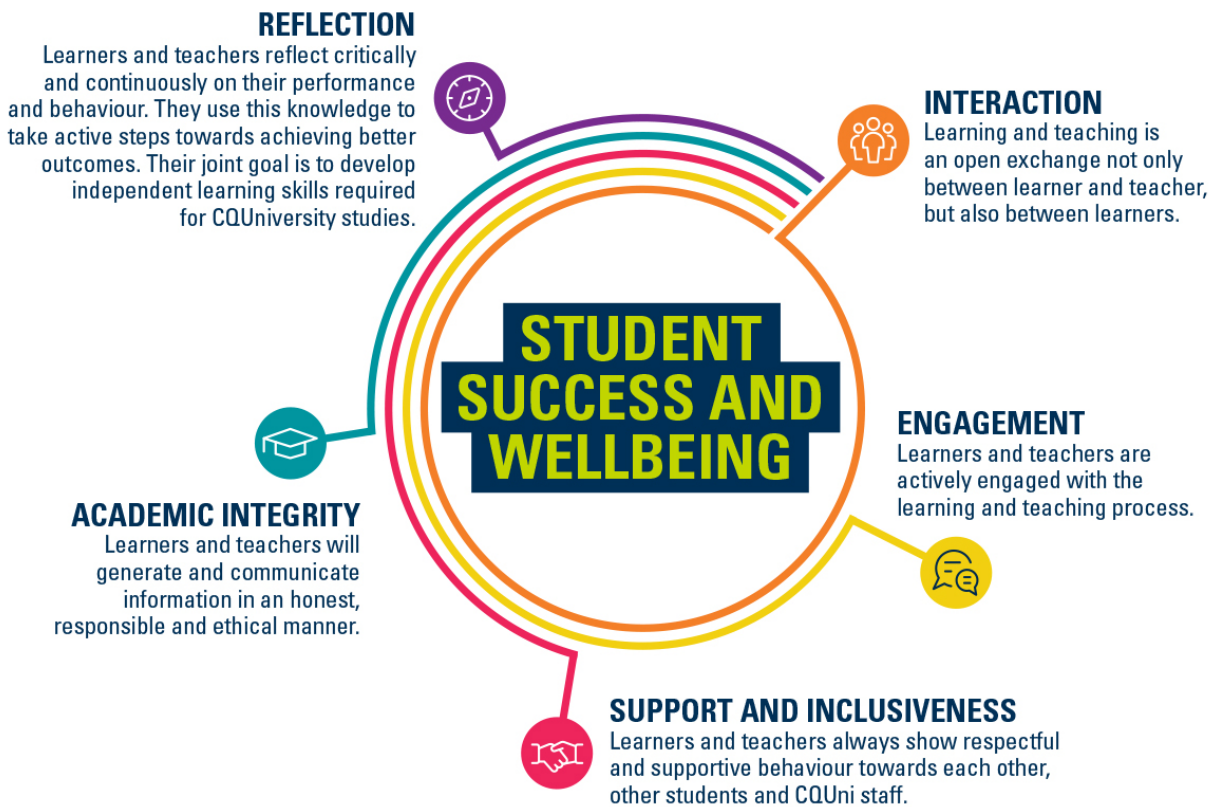 REFLECTION
Learners and teachers reflect critically
and continuously on their performance
and behaviour. They use this knowledge to
take active steps towards achieving better
outcomes. Their joint goal is to develop
independent learning skills required
for CQUniversity studies.
INTERACTION
Learning and teaching is
an open exchange not only
between learner and teacher,
but also between learners.
STUDENT
SUCCESS AND
WELLBEING
ENGAGEMENT
Learners and teachers are
actively engaged with the
learning and teaching process.
ACADEMIC INTEGRITY
Learners and teachers will
generate and communicate
information in an honest,
responsible and ethical manner.
SUPPORT AND INCLUSIVENESS
Learners and teachers always show respectful
and supportive behaviour towards each other,
other students and CQUni staff.